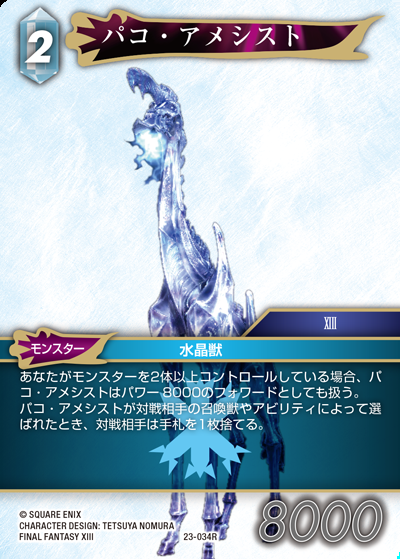 2
パコ・アメシスト
XIII
モンスター
水晶獣
あなたがモンスターを2体以上コントロールしている場合、パ
コ・アメシストはパワー8000のフォワードとしても扱う。
パコ・アメシストが対戦相手の召喚獣やアビリティによって選
ばれたとき、対戦相手は手札を1枚捨てる。
© SQUARE ENIX
CHARACTER DESIGN: TETSUYA NOMURA
FINAL FANTASY XIII
23-034R
8000